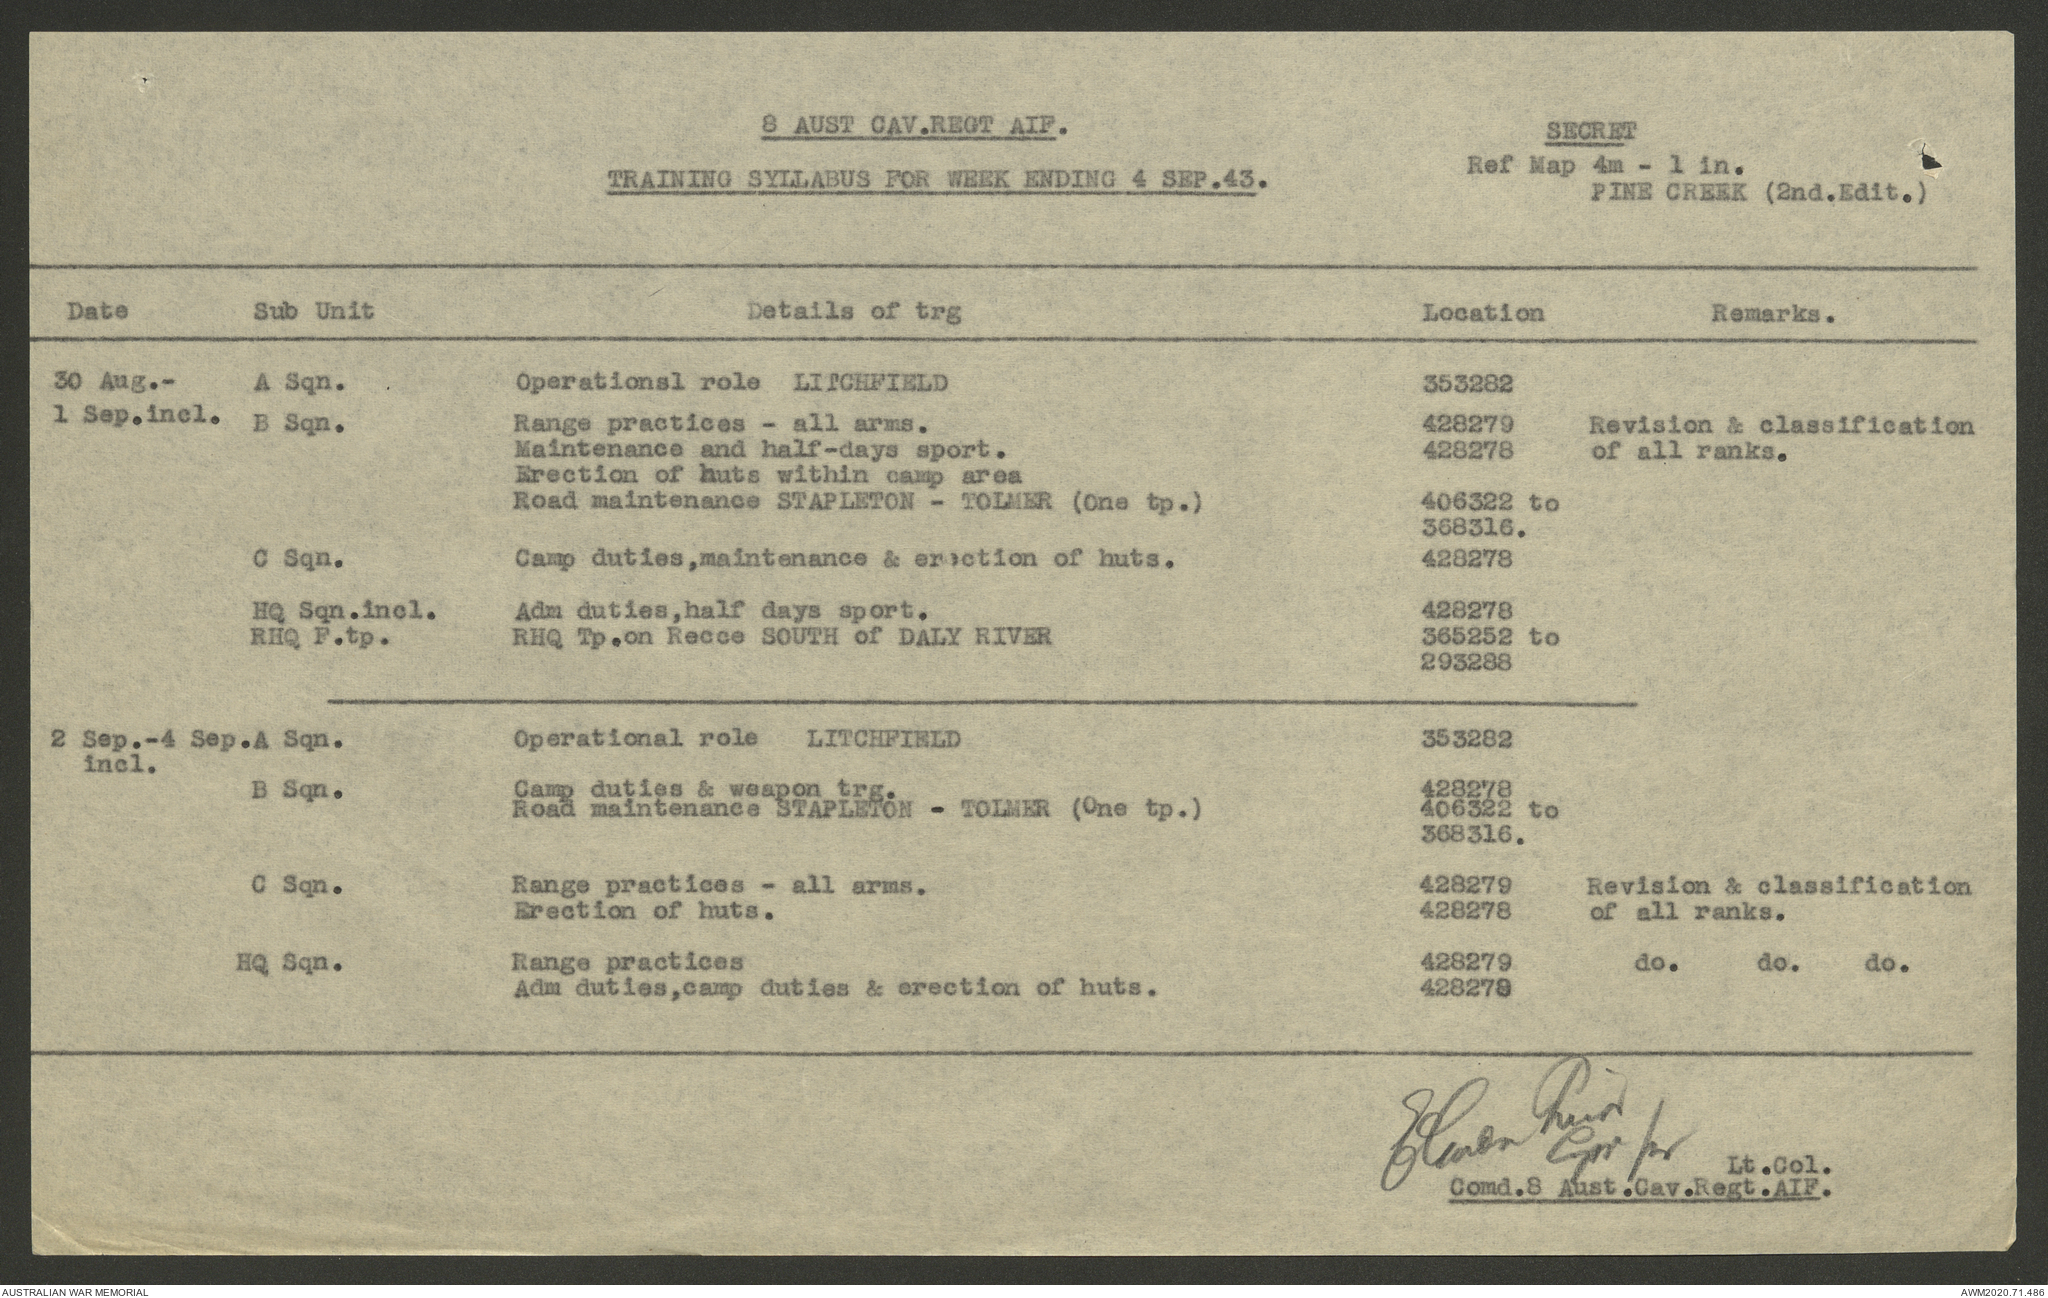 8 AUST CAV.REGT AIF.
SECRET
TRAINING SYLLABUS FOR WEEK ENDING 4 SEP.43.
Ref Map 4m - 1 in.
PINE CREEK (2nd.Edit.)
Date Sub Unit Details of trg Location Remarks.
30 Aug.- A Sqn. Operationsl role LITCHFIELD 353282
1 Sep.incl. B Sqn. Range practices - all arms. 428279 Revision & classification
Maintenance and half-days sport. 428278 of all ranks.
Erection of huts within camp area
Road maintenance STAPLETON - TOLMER (One tp.) 406322 to
368316.
C Sqn. Camp duties,maintenance & erection of huts. 428278
HQ Sqn.incl. Adm duties,half days sport. 428278
RHQ F.tp. RHQ Tp.on Recce SOUTH of DALY RIVER 365252 to
293288
2 Sep.-4 Sep.A Sqn. Operational role LITCHFIELD 353282
incl.
B Sqn. Camp duties & weapon trg. 428278
Road maintenance STAPLETON - TOLMER (One tp.) 406322 to
368316.
C Sqn. Range practices - all arms. 428279 Revision & classification
Erection of huts. 428278 of all ranks.
HQ Sqn. Range practices 428279 do. do. do.
Adm duties,camp duties & erection of huts. 428278
Lt.Col.
Comd.8 Aust.Cav.Regt.AIF.
AUSTRALIAN WAR MEMORIAL
AWM2020.71.486